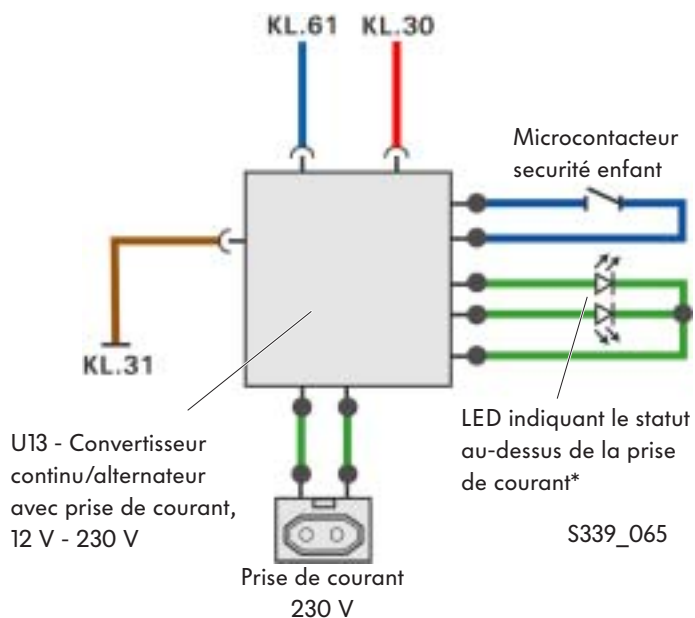 KL.61 KL.30
Microcontacteur
securité enfant
KL.31
U13 - Convertisseur
continu/alternateur
avec prise de courant,
12 V - 230 V
LED indiquant le statut
au-dessus de la prise
de courant*
S339_065
Prise de courant
230 V